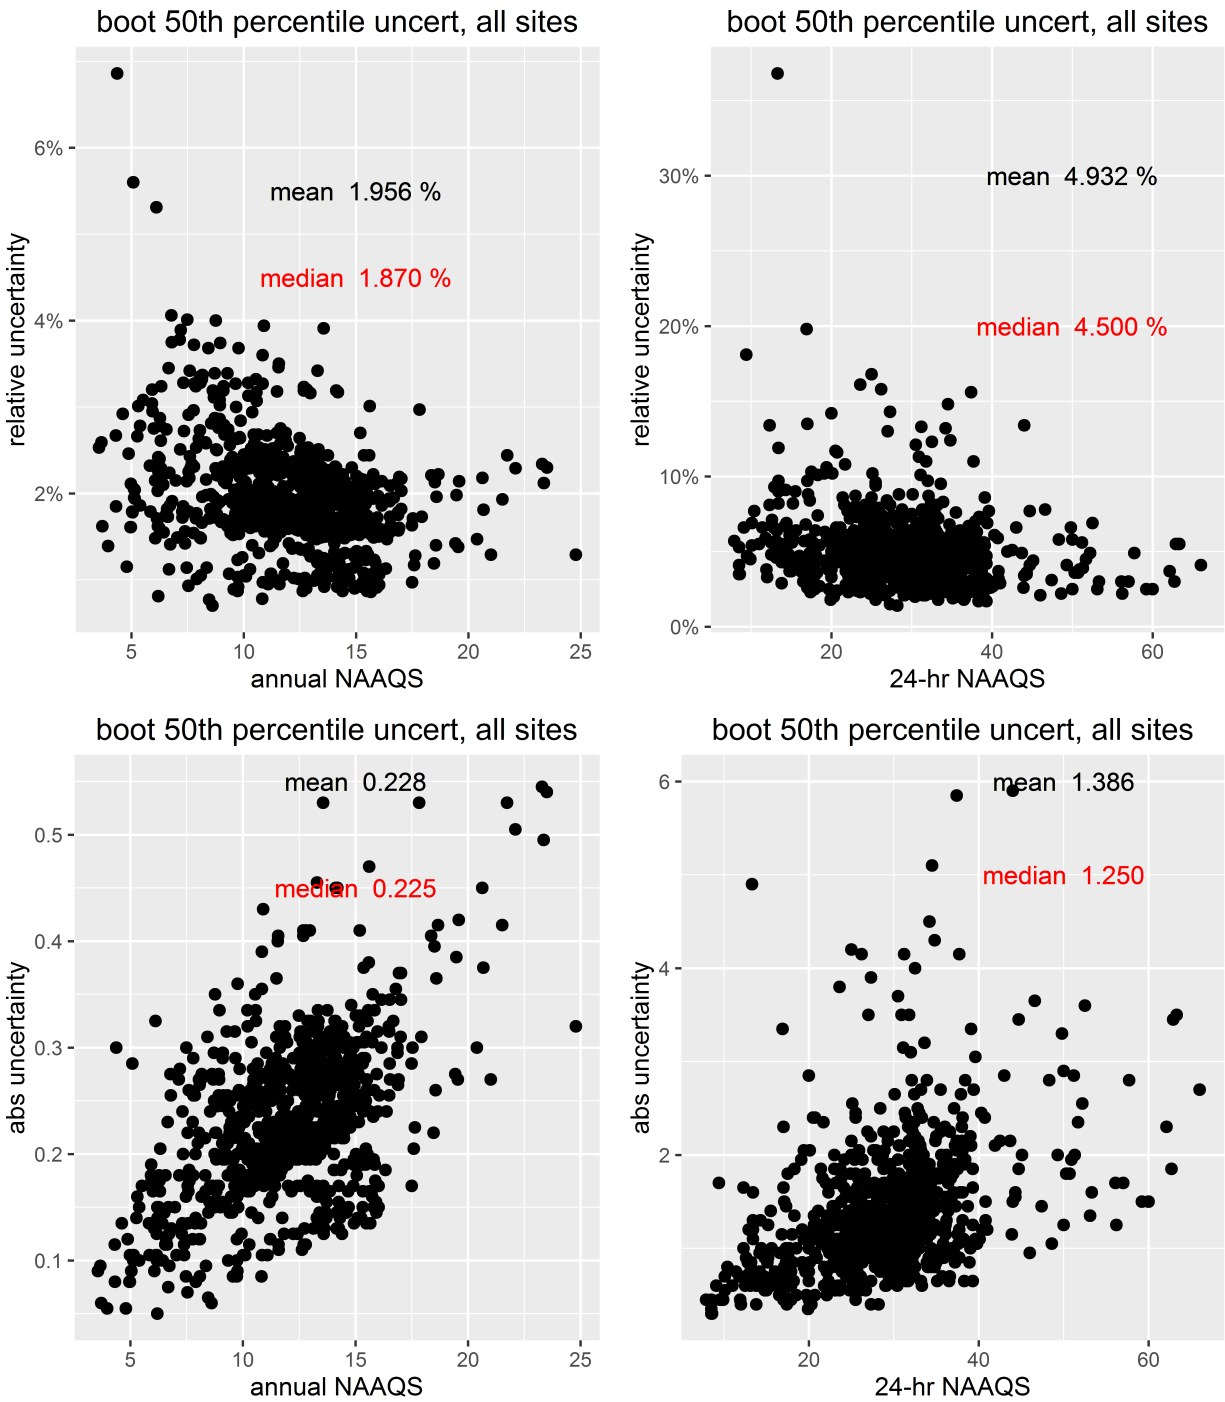 boot 50th percentile uncert, all sites
relative uncertainty
6%
4%
2%
mean 1.956 %
median 1.870 %
5 10 15 20 25
annual NAAQS
boot 50th percentile uncert, all sites
relative uncertainty
30%
20%
10%
0%
mean 4.932 %
median 4.500 %
20 40 60
24-hr NAAQS
boot 50th percentile uncert, all sites
abs uncertainty
0.5
0.4
0.3
0.2
0.1
mean 0.228
median 0.225
5 10 15 20 25
annual NAAQS
boot 50th percentile uncert, all sites
abs uncertainty
6
4
2
mean 1.386
median 1.250
20 40 60
24-hr NAAQS